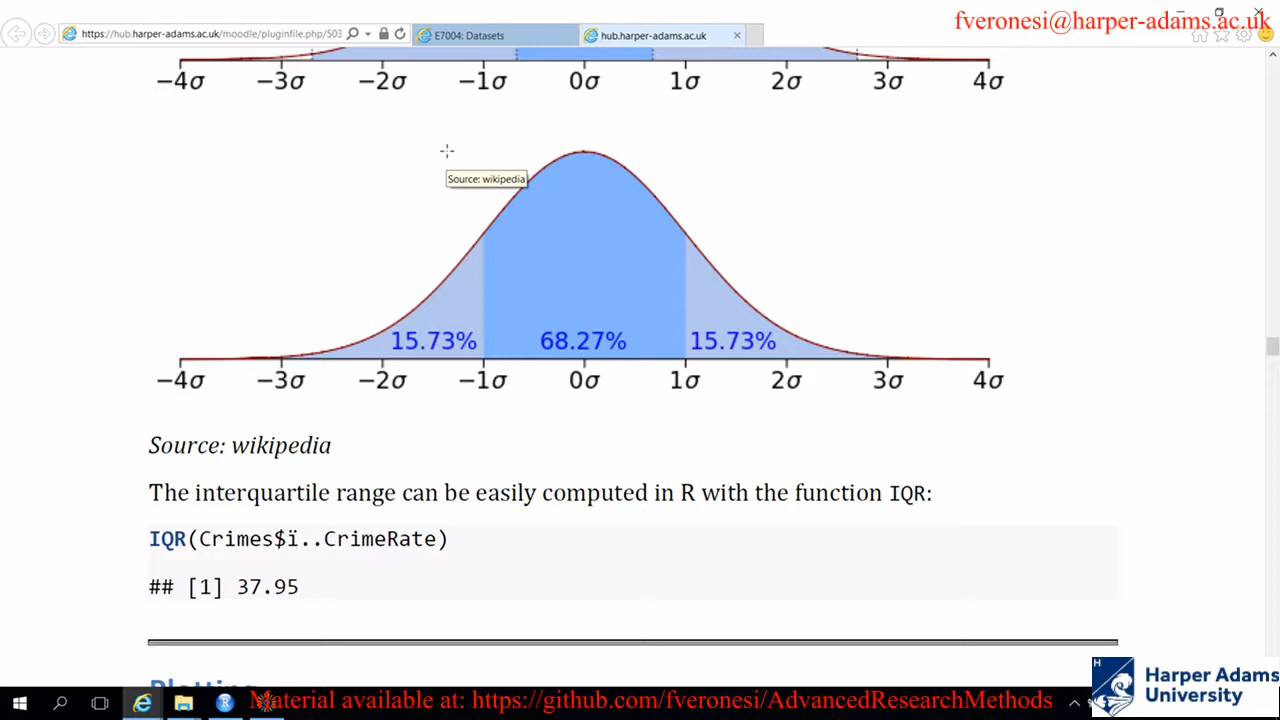 fveronesi@harper-adams.ac.uk
https://hub.harper-adams.ac.uk/moodle/pluginfile.php/503
E7004: Datasets
hub.harper-adams.ac.uk
−4σ −3σ −2σ −1σ 0σ 1σ 2σ 3σ 4σ
Source: wikipedia
15.73% 68.27% 15.73%
−4σ −3σ −2σ −1σ 0σ 1σ 2σ 3σ 4σ
Source: wikipedia
The interquartile range can be easily computed in R with the function IQR:
IQR(Crimes$ï..CrimeRate)
## [1] 37.95
Plotting
H
Harper Adams
University
Material available at: https://github.com/fveronesi/AdvancedResearchMethods